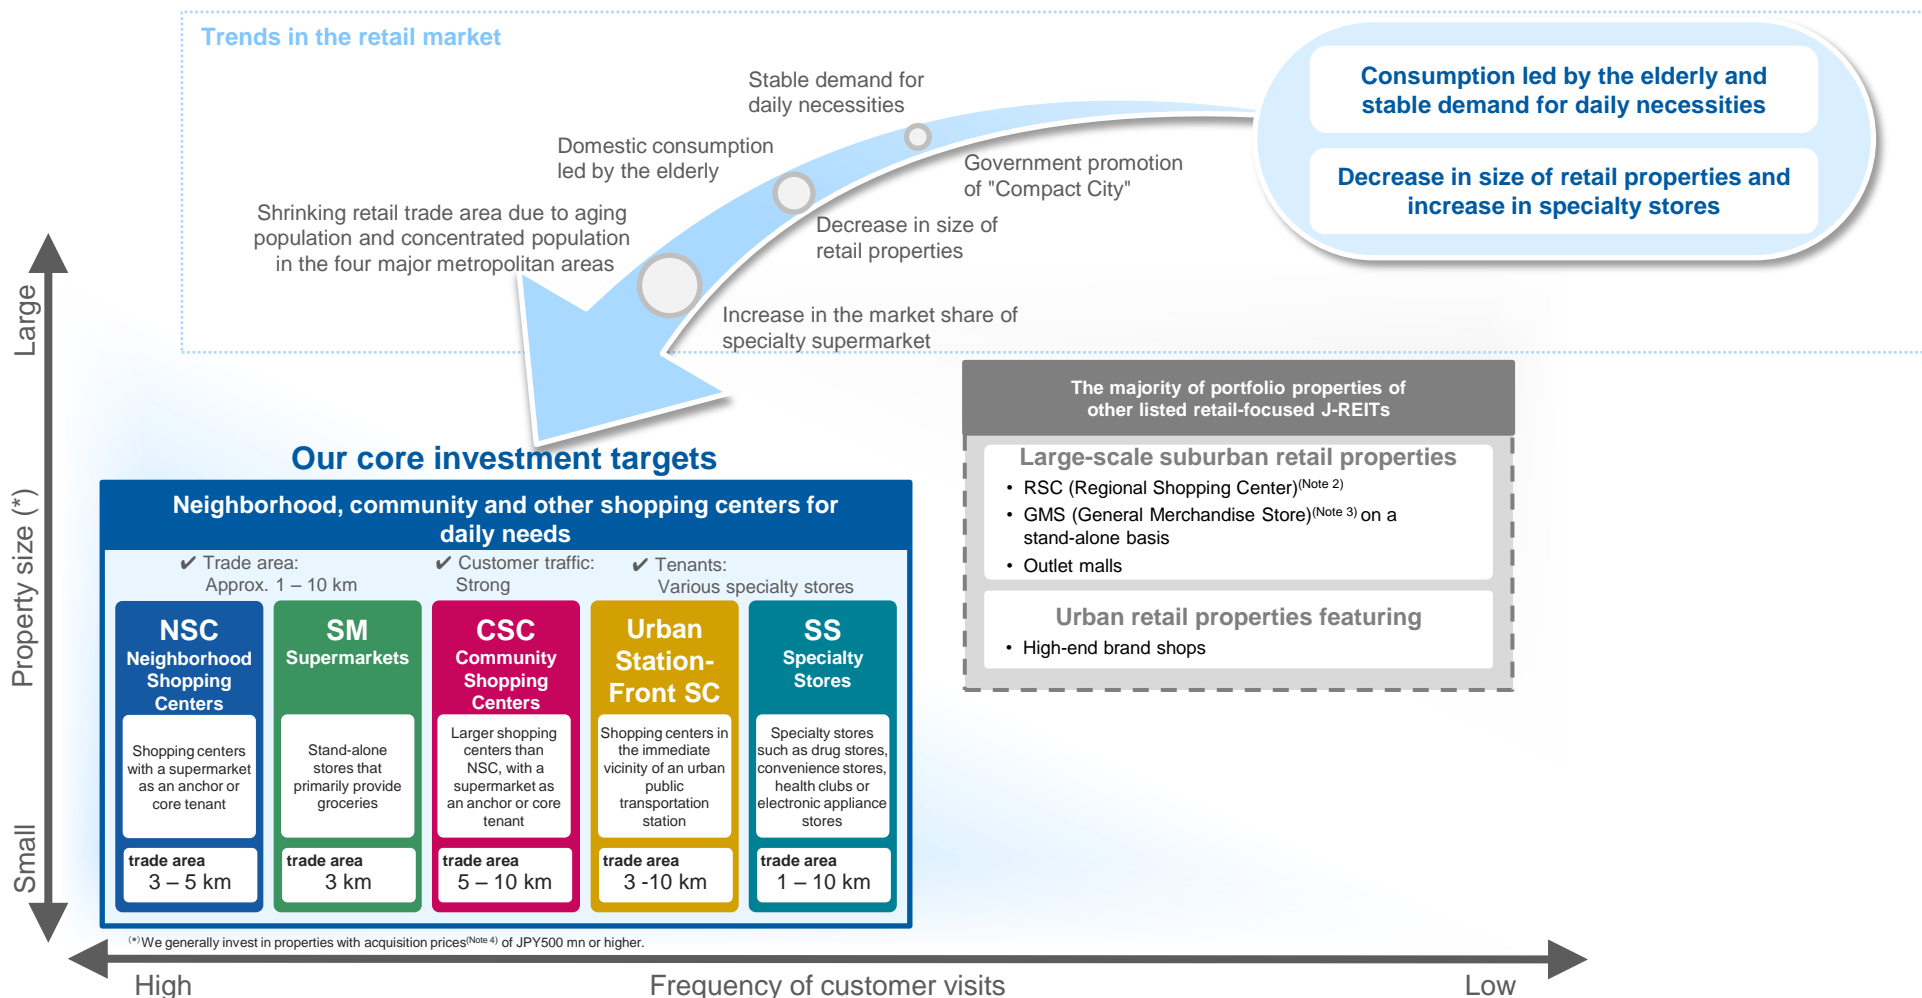 Trends in the retail market
Stable demand for
daily necessities
Domestic consumption
led by the elderly
Shrinking retail trade area due to aging
population and concentrated population
in the four major metropolitan areas
Government promotion
of "Compact City"
Decrease in size of
retail properties
Increase in the market share of
specialty supermarket
Consumption led by the elderly and
stable demand for daily necessities
Decrease in size of retail properties and
increase in specialty stores
Large
Property size (*)
Small
Our core investment targets
Neighborhood, community and other shopping centers for
daily needs
✔ Trade area:
Approx. 1 – 10 km
✔ Customer traffic:
Strong
✔ Tenants:
Various specialty stores
NSC
Neighborhood
Shopping
Centers
Shopping centers
with a supermarket
as an anchor or
core tenant
trade area
3 – 5 km
SM
Supermarkets
Stand-alone
stores that
primarily provide
groceries
trade area
3 km
CSC
Community
Shopping
Centers
Larger shopping
centers than
NSC, with a
supermarket as
an anchor or core
tenant
trade area
5 – 10 km
Urban
Station-
Front SC
Shopping centers in
the immediate
vicinity of an urban
public
transportation
station
trade area
3 -10 km
SS
Specialty
Stores
Specialty stores
such as drug stores,
convenience stores,
health clubs or
electronic appliance
stores
trade area
1 – 10 km
The majority of portfolio properties of
other listed retail-focused J-REITs
Large-scale suburban retail properties
• RSC (Regional Shopping Center)(Note 2)
• GMS (General Merchandise Store)(Note 3) on a
stand-alone basis
• Outlet malls
Urban retail properties featuring
• High-end brand shops
(*)We generally invest in properties with acquisition prices(Note 4) of JPY500 mn or higher.
High
Frequency of customer visits
Low